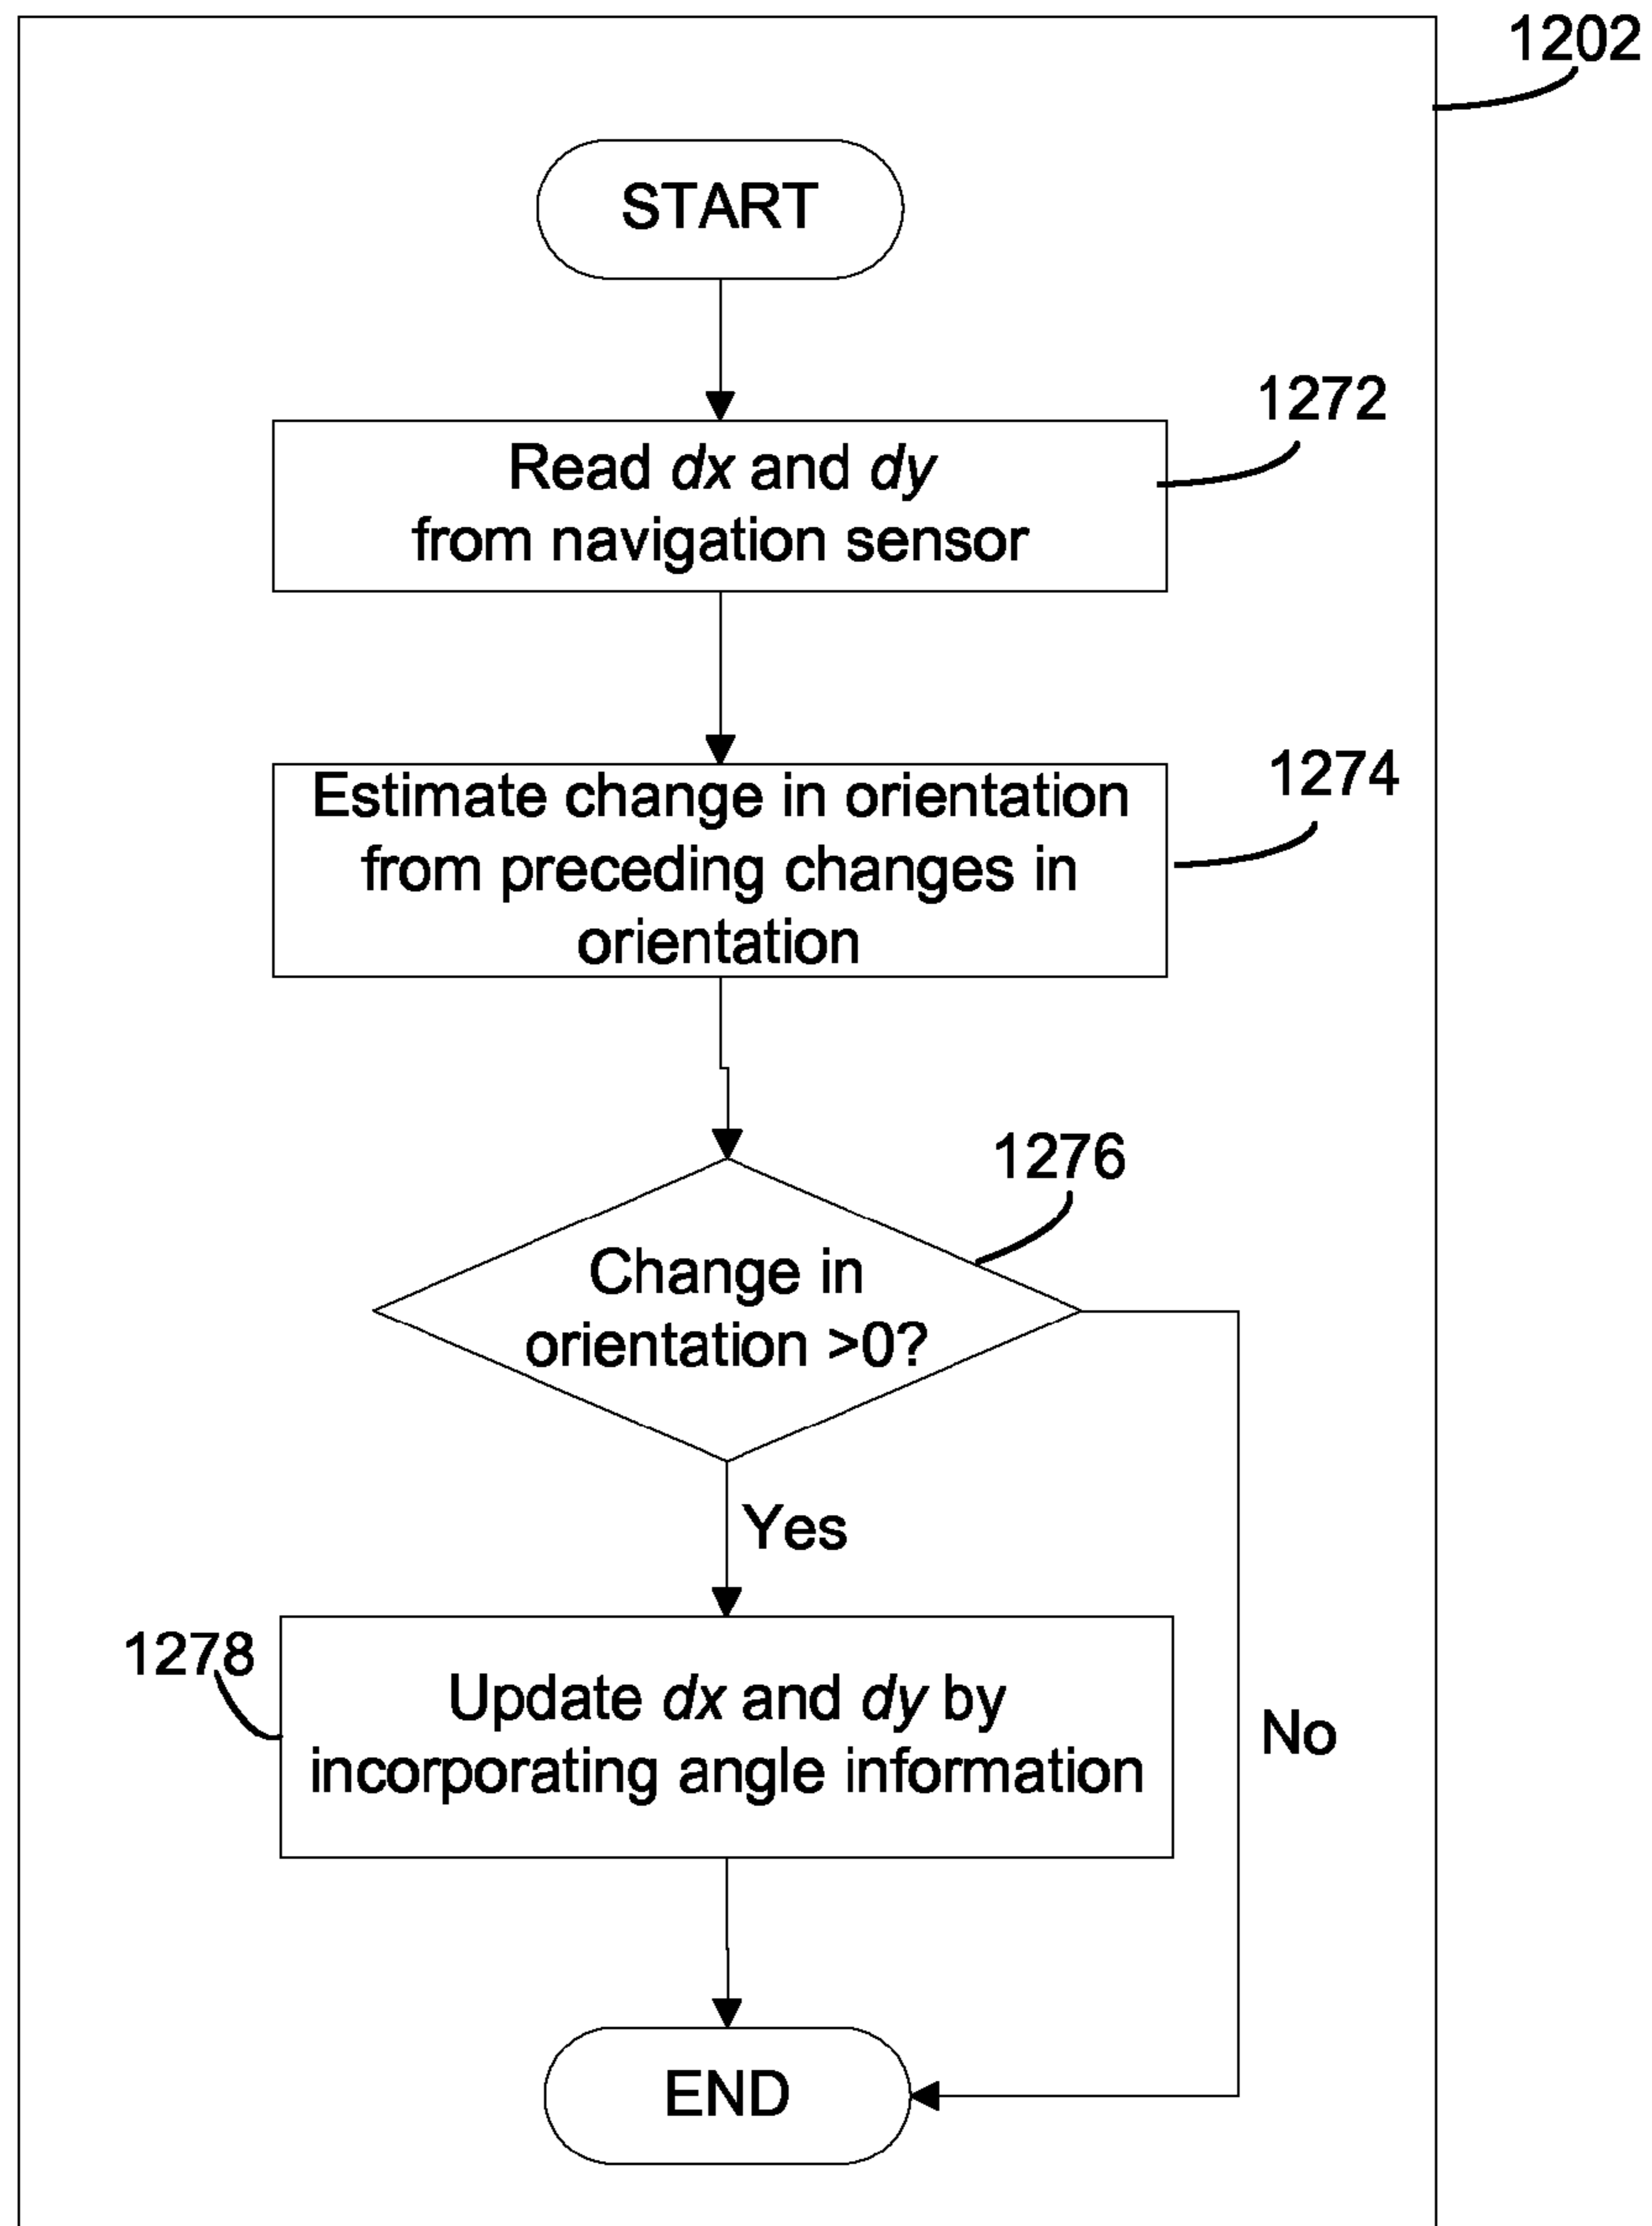 1202
START
1272
Read dx and dy
from navigation sensor
1274
Estimate change in orientation
from preceding changes in
orientation
1276
Change in
orientation >0?
Yes
1278
Update dx and dy by
incorporating angle information
No
END